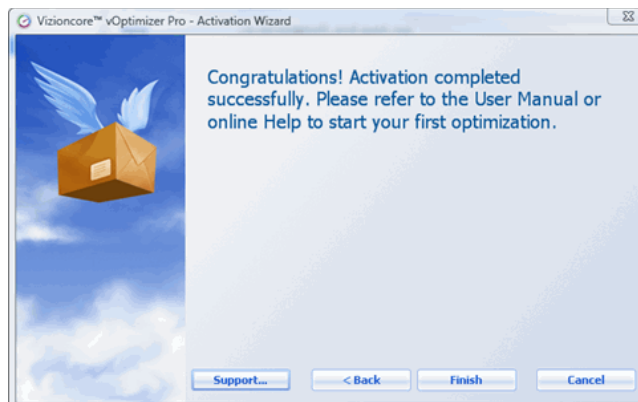 Vizioncore™ vOptimizer Pro - Activation Wizard
Congratulations! Activation completed
successfully. Please refer to the User Manual or
online Help to start your first optimization.
Support...
< Back
Finish
Cancel